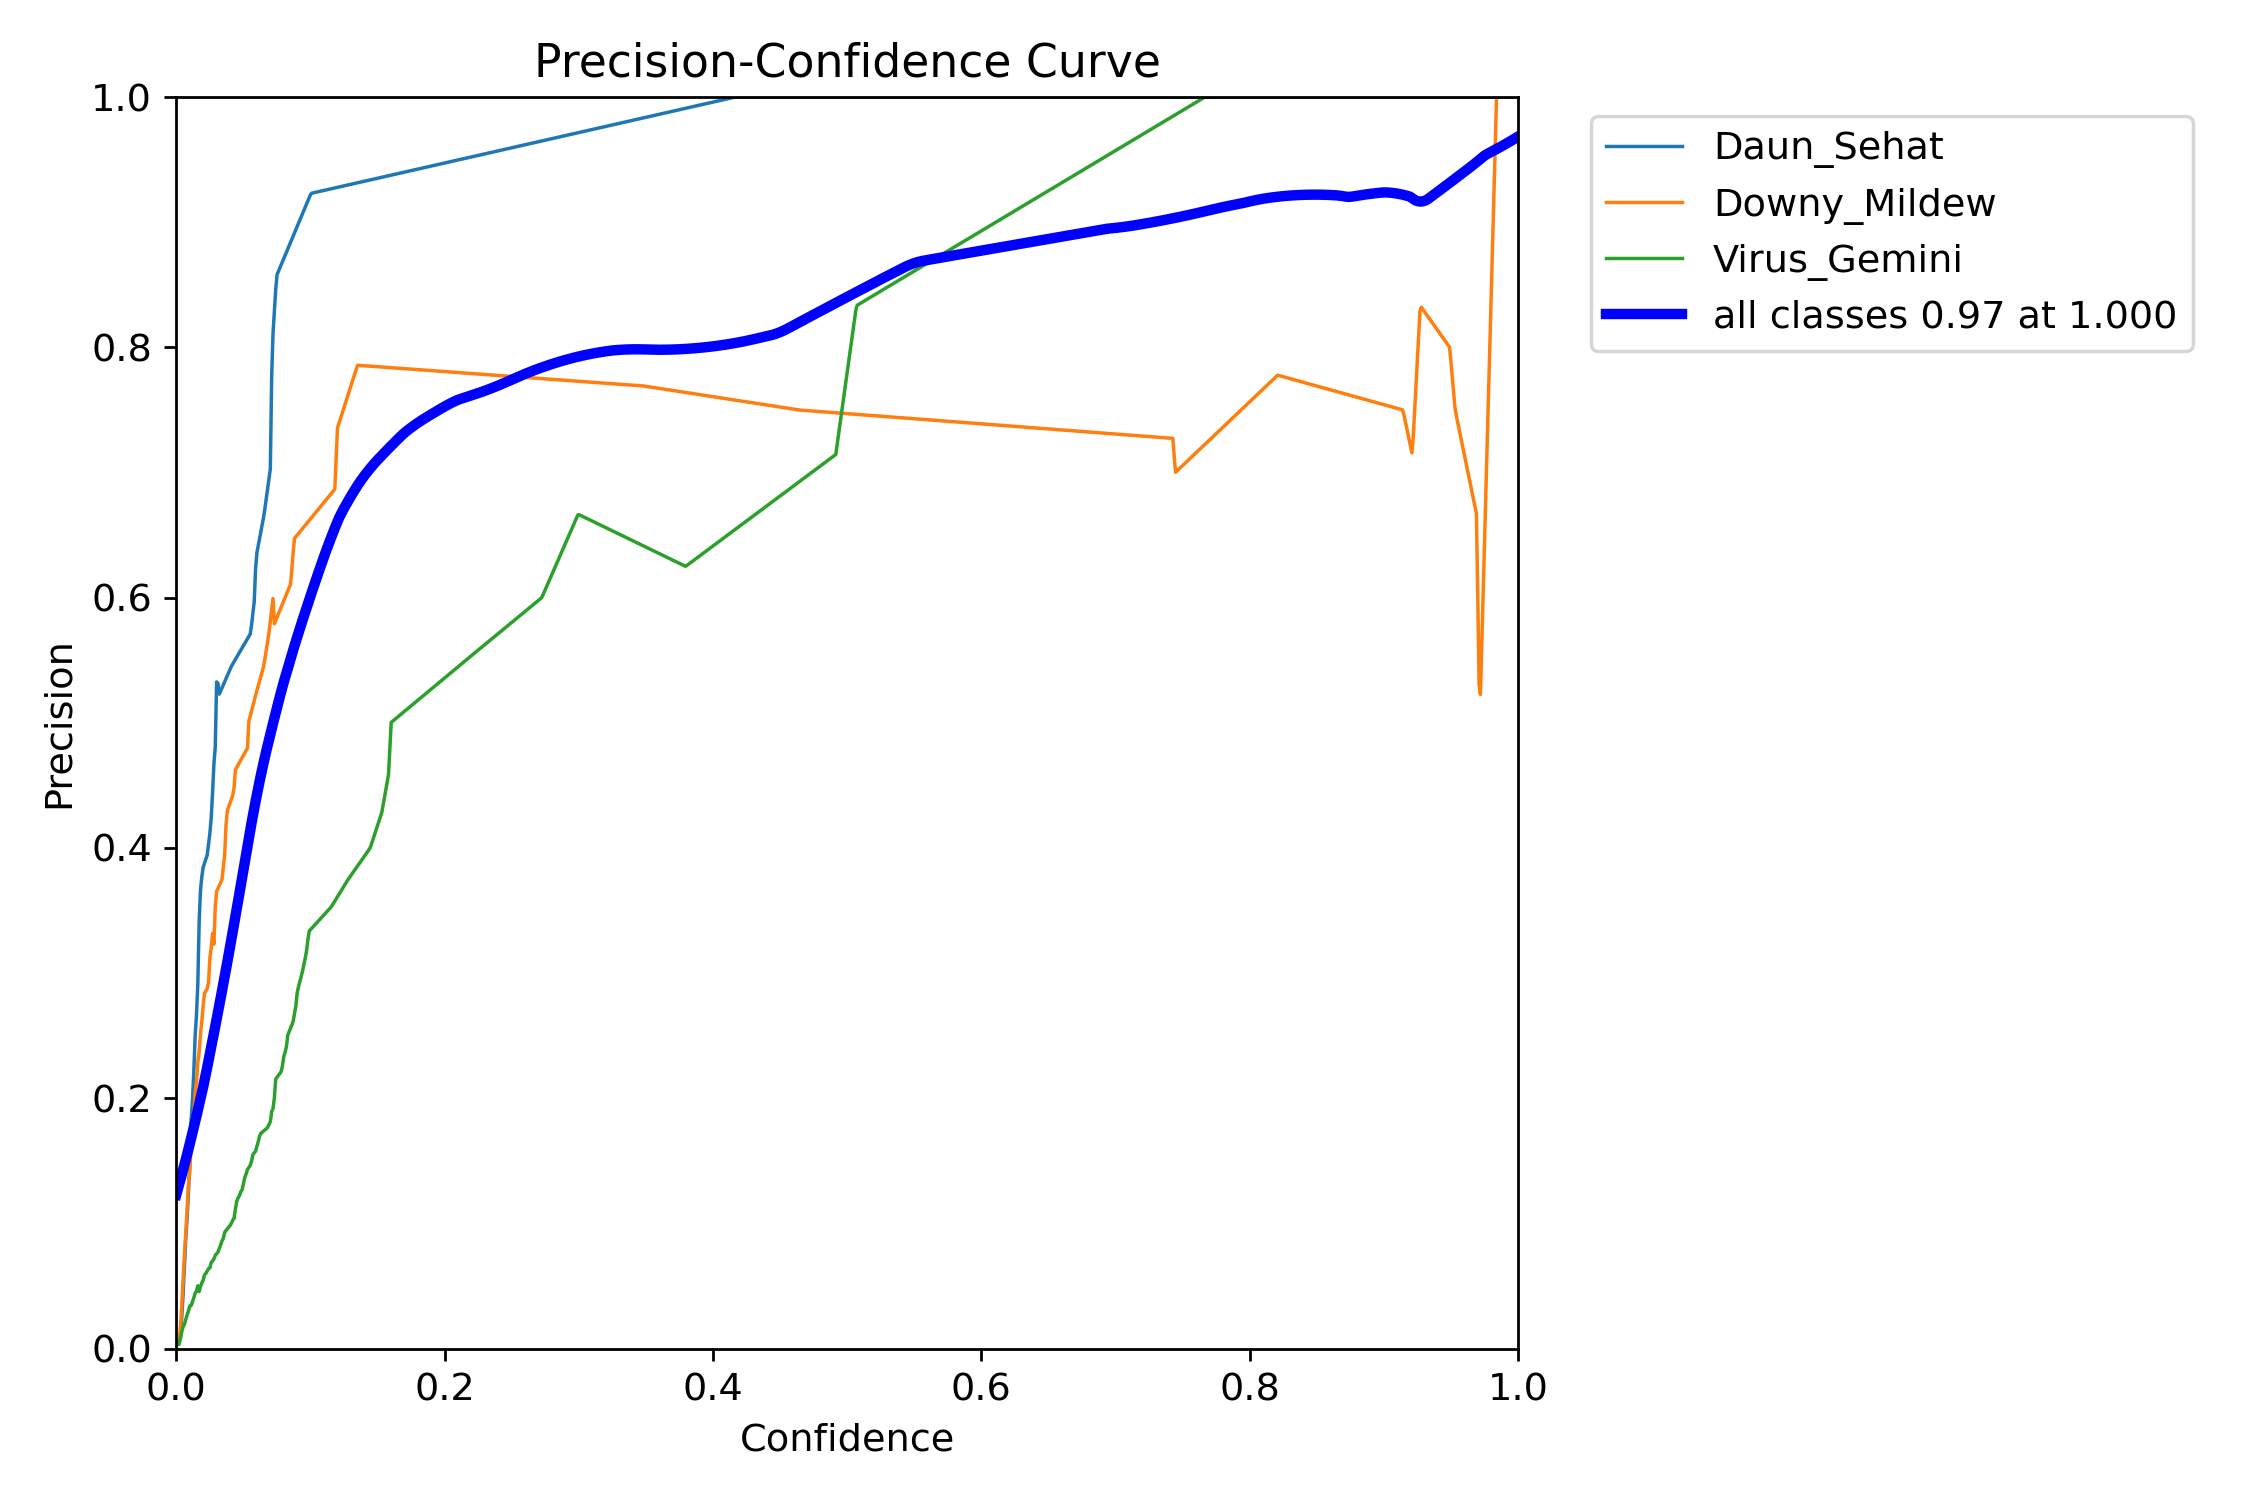 Precision-Confidence Curve
1.0
0.8
0.6
0.4
0.2
0.0
Precision
0.0 0.2 0.4 0.6 0.8 1.0
Confidence
Daun_Sehat
Downy_Mildew
Virus_Gemini
all classes 0.97 at 1.000